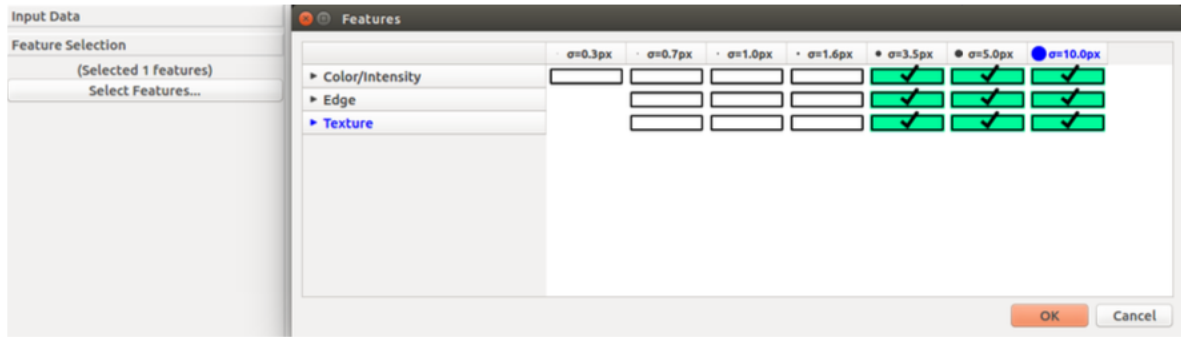 Input Data
Feature Selection
(Selected 1 features)
Select Features...
Features
σ=0.3px σ=0.7px σ=1.0px σ=1.6px σ=3.5px σ=5.0px σ=10.0px
Color/Intensity
Edge
Texture
OK Cancel